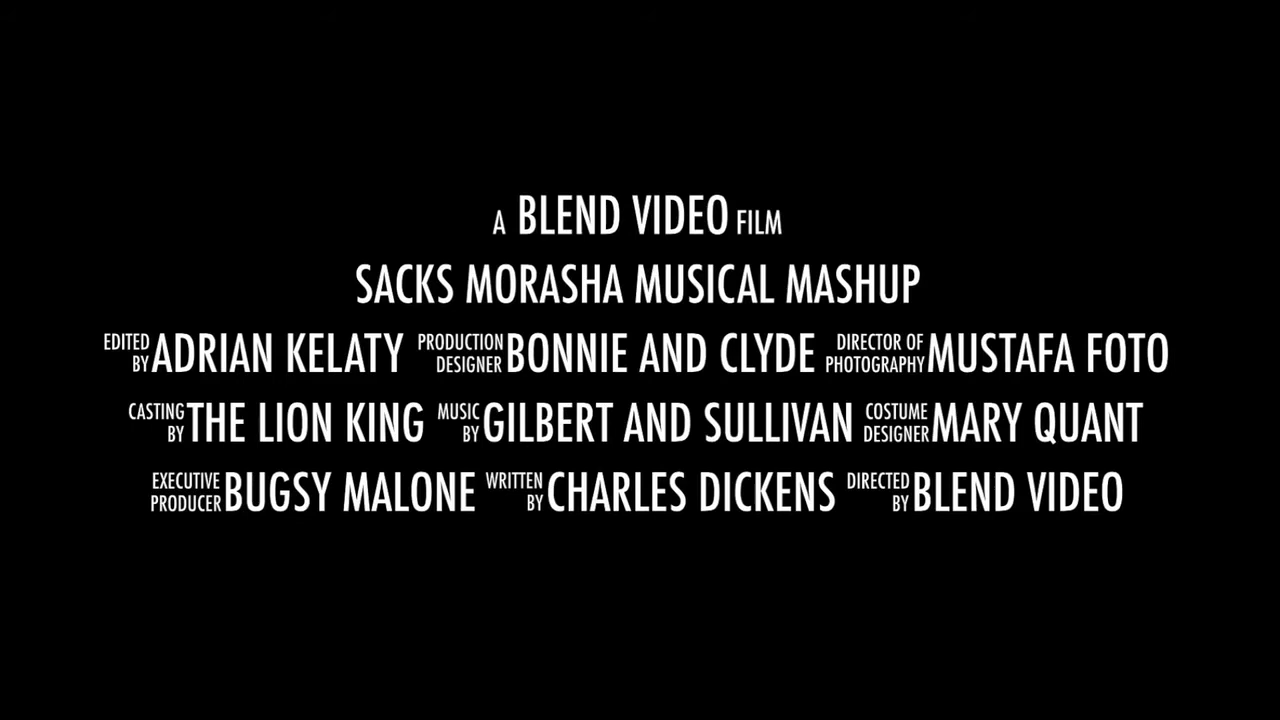 A BLEND VIDEO FILM
SACKS MORASHA MUSICAL MASHUP
EDITED BY ADRIAN KELATY PRODUCTION DESIGNER BONNIE AND CLYDE DIRECTOR OF PHOTOGRAPHY MUSTAFA FOTO
CASTING BY THE LION KING MUSIC BY GILBERT AND SULLIVAN COSTUME DESIGNER MARY QUANT
EXECUTIVE PRODUCER BUGSY MALONE WRITTEN BY CHARLES DICKENS DIRECTED BY BLEND VIDEO